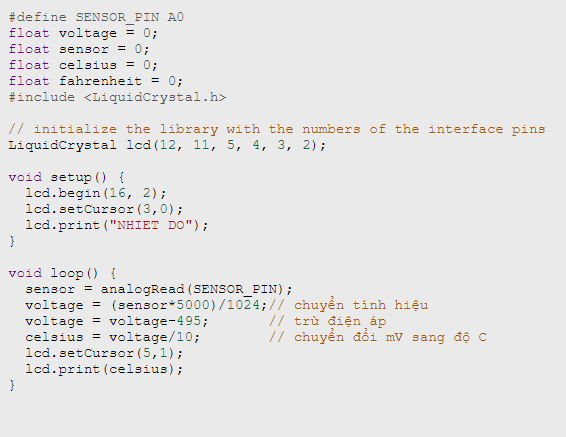 #define SENSOR_PIN A0
float voltage = 0;
float sensor = 0;
float celsius = 0;
float fahrenheit = 0;
#include <LiquidCrystal.h>
// initialize the library with the numbers of the interface pins
LiquidCrystal lcd(12, 11, 5, 4, 3, 2);
void setup() {
lcd.begin(16, 2);
lcd.setCursor(3,0);
lcd.print("NHIET DO");
}
void loop() {
sensor = analogRead(SENSOR_PIN);
voltage = (sensor*5000)/1024;// chuyển tính hiệu
voltage = voltage-495; // trừ điện áp
celsius = voltage/10; // chuyển đổi mV sang độ C
lcd.setCursor(5,1);
lcd.print(celsius);
}